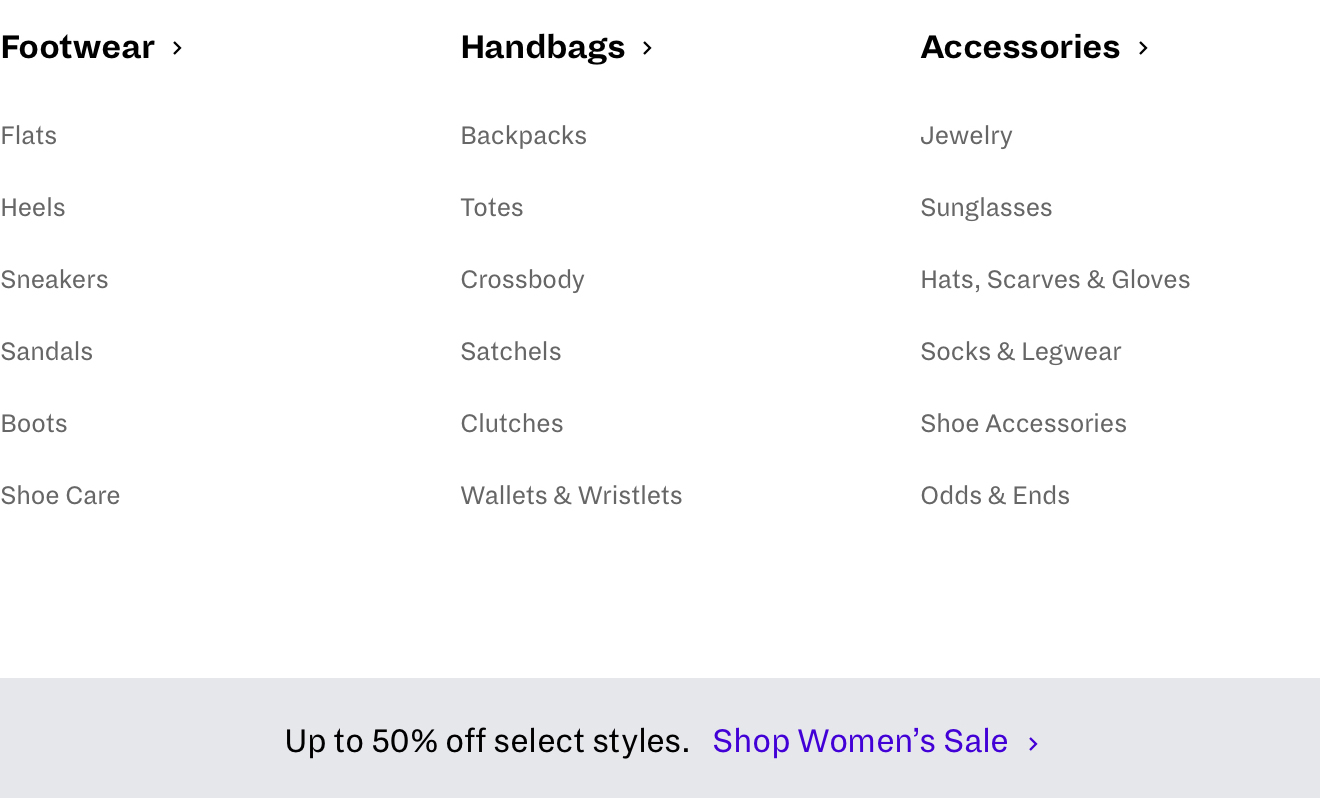 Footwear
Flats
Heels
Sneakers
Sandals
Boots
Shoe Care
Handbags
Backpacks
Totes
Crossbody
Satchels
Clutches
Wallets & Wristlets
Accessories
Jewelry
Sunglasses
Hats, Scarves & Gloves
Socks & Legwear
Shoe Accessories
Odds & Ends
Up to 50% off select styles. Shop Women’s Sale